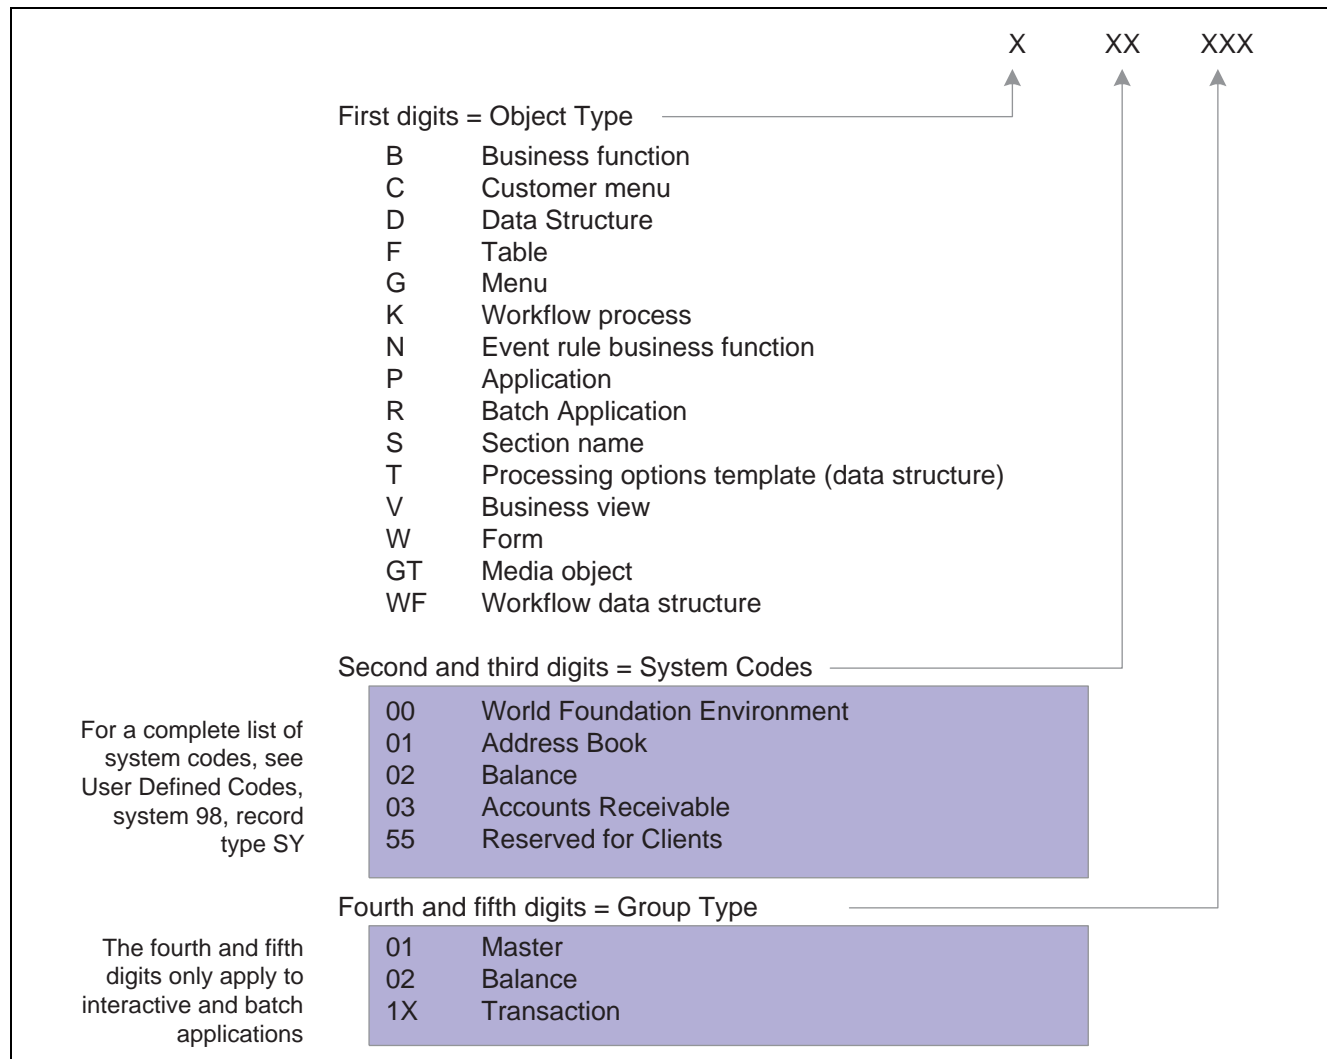 X XX XXX
First digits = Object Type
B Business function
C Customer menu
D Data Structure
F Table
G Menu
K Workflow process
N Event rule business function
P Application
R Batch Application
S Section name
T Processing options template (data structure)
V Business view
W Form
GT Media object
WF Workflow data structure
Second and third digits = System Codes
For a complete list of
system codes, see
User Defined Codes,
system 98, record
type SY
00 World Foundation Environment
01 Address Book
02 Balance
03 Accounts Receivable
55 Reserved for Clients
Fourth and fifth digits = Group Type
The fourth and fifth
digits only apply to
interactive and batch
applications
01 Master
02 Balance
1X Transaction